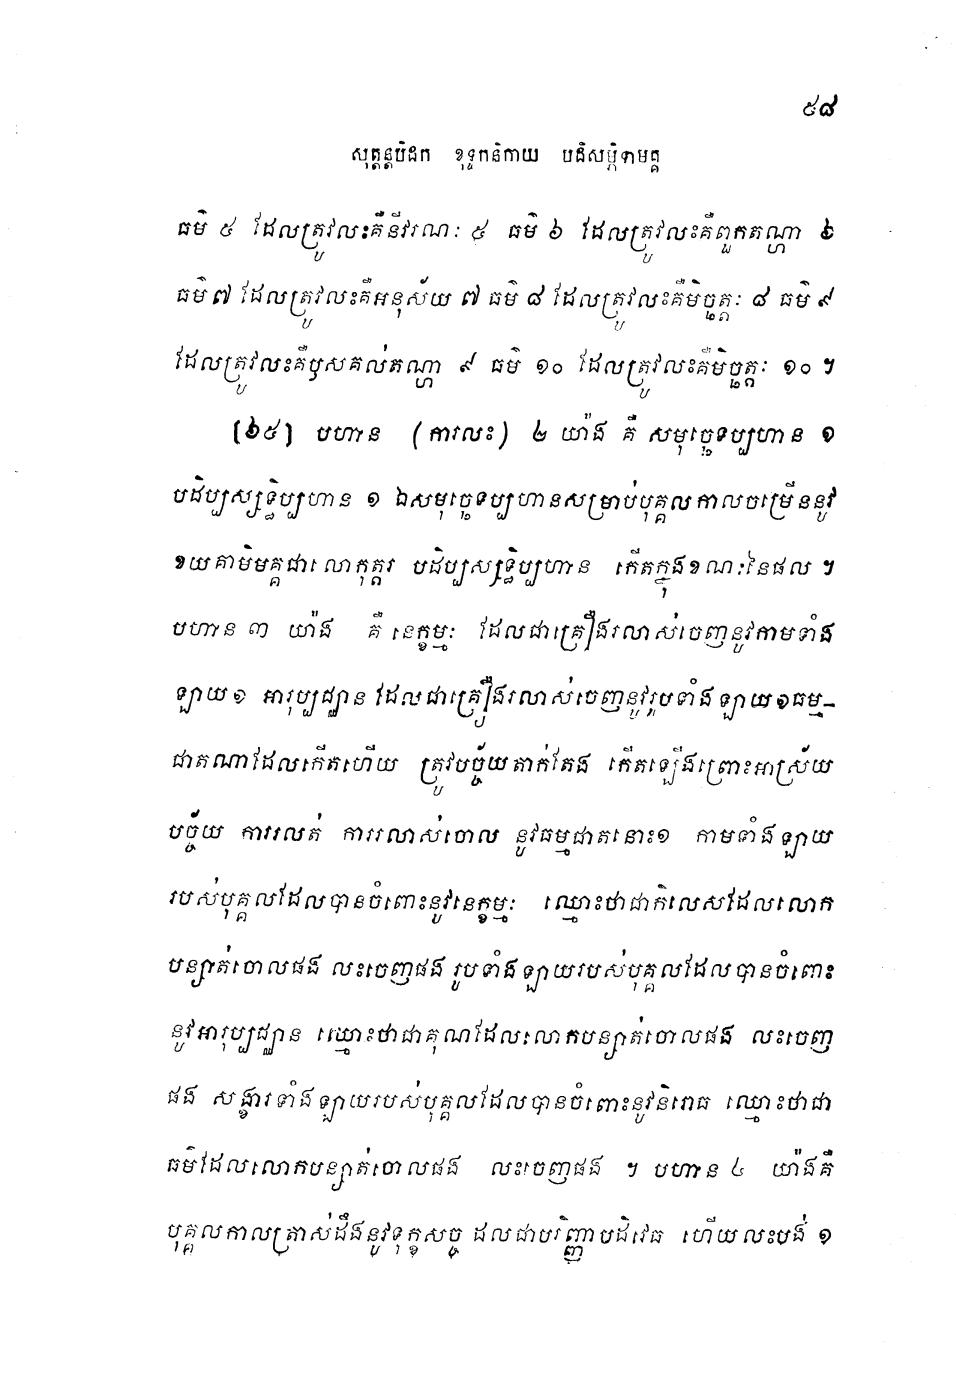 ៥៨
សុត្តន្តបិដក ខុទ្ទកនិកាយ បដិសម្ភិទាមគ្គ
ធម៌ ៥ ដែលត្រូវលះគឺនីវរណៈ ៥ ធម៌ ៦ ដែលត្រូវលះគឺពួកតណ្ហា ៦
ធម៌ ៧ ដែលត្រូវលះគឺអនុស័យ ៧ ធម៌ ៨ ដែលត្រូវលះគឺមិច្ឆត្តៈ ៨ ធម៌ ៩
ដែលត្រូវលះគឺឫសគល់តណ្ហា ៩ ធម៌ ១០ ដែលត្រូវលះគឺមិច្ឆត្តៈ ១០ ។
[៦៥] បហាន (ការលះ) ២ យ៉ាង គឺ សមុច្ឆេទប្បហាន ១
បដិប្បស្សទ្ធិប្បហាន ១ ឯសមុច្ឆេទប្បហានសម្រាប់បុគ្គលកាលចម្រើននូវ
ខយគាមិមគ្គជាលោកុត្តរ បដិប្បស្សទ្ធិប្បហាន កើតក្នុងខណៈនៃផល ។
បហាន ៣ យ៉ាង គឺ នេក្ខម្មៈ ដែលជាគ្រឿងរលាស់ចេញនូវកាមទាំង
ឡាយ១ អារុប្បដ្ឋាន ដែលជាគ្រឿងរលាស់ចេញនូវរូបទាំងឡាយ១ធម្ម-
ជាតណាដែលកើតហើយ ត្រូវបច្ច័យតាក់តែង កើតឡើងព្រោះអាស្រ័យ
បច្ច័យ ការរលត់ ការរលាស់ចោល នូវធម្មជាតនោះ១ កាមទាំងឡាយ
របស់បុគ្គលដែលបានចំពោះនូវនេក្ខម្មៈ ឈ្មោះថាជាកិលេសដែលលោក
បន្សាត់ចោលផង លះចេញផង រូបទាំងឡាយរបស់បុគ្គលដែលបានចំពោះ
នូវអារុប្បដ្ឋាន ឈ្មោះថាជាគុណដែលលោកបន្សាត់ចោលផង លះចេញ
ផង សង្ខារទាំងឡាយរបស់បុគ្គលដែលបានចំពោះនូវនិរោធ ឈ្មោះថាជា
ធម៌ដែលលោកបន្សាត់ចោលផង លះចេញផង ។ បហាន ៤ យ៉ាងគឺ
បុគ្គលកាលត្រាស់ដឹងនូវទុក្ខសច្ច ដលជាបរិញ្ញាបដិវេធ ហើយលះបង់ ១